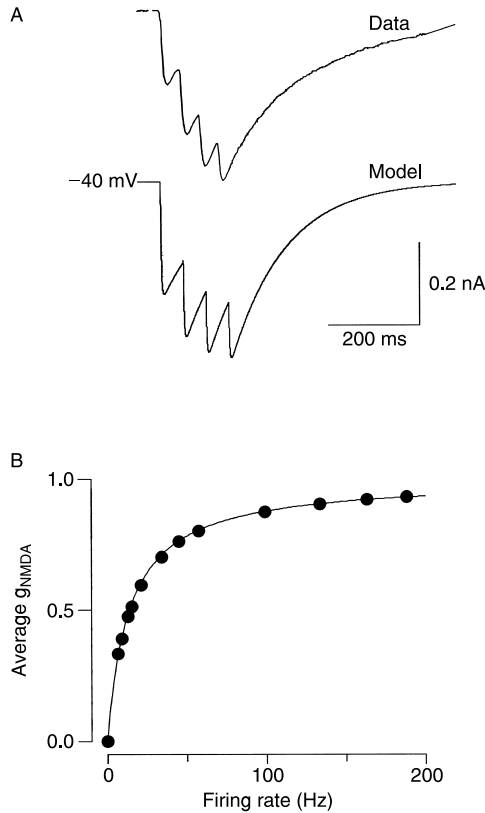 A
Data
Model
−40 mV
0.2 nA
200 ms
B
1.0
0.5
0.0
Average gNMDA
0
100
200
Firing rate (Hz)